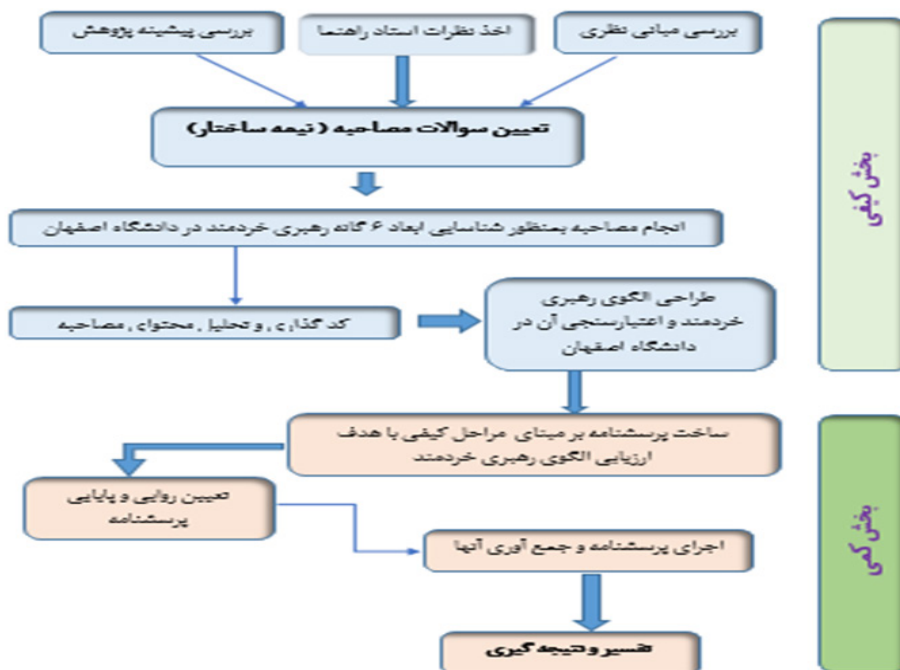 بررسی مبانی نظری
اخذ نظرات استاد راهنما
بررسی پیشینه پژوهش
تعیین سوالات مصاحبه ( نیمه ساختار)
انجام مصاحبه بمنظور شناسایی ابعاد ۶ گانه رهبری خردمند در دانشگاه اصفهان
کد گذاری و تحلیل محتوای مصاحبه
طراحی الگوی رهبری
خردمند و اعتبارسنجی آن در
دانشگاه اصفهان
بخش کیفی
ساخت پرسشنامه بر مبنای مراحل کیفی با هدف
ارزیابی الگوی رهبری خردمند
تعیین روایی و پایایی
پرسشنامه
اجرای پرسشنامه و جمع آوری آنها
تفسیر و نتیجه گیری
بخش کمی